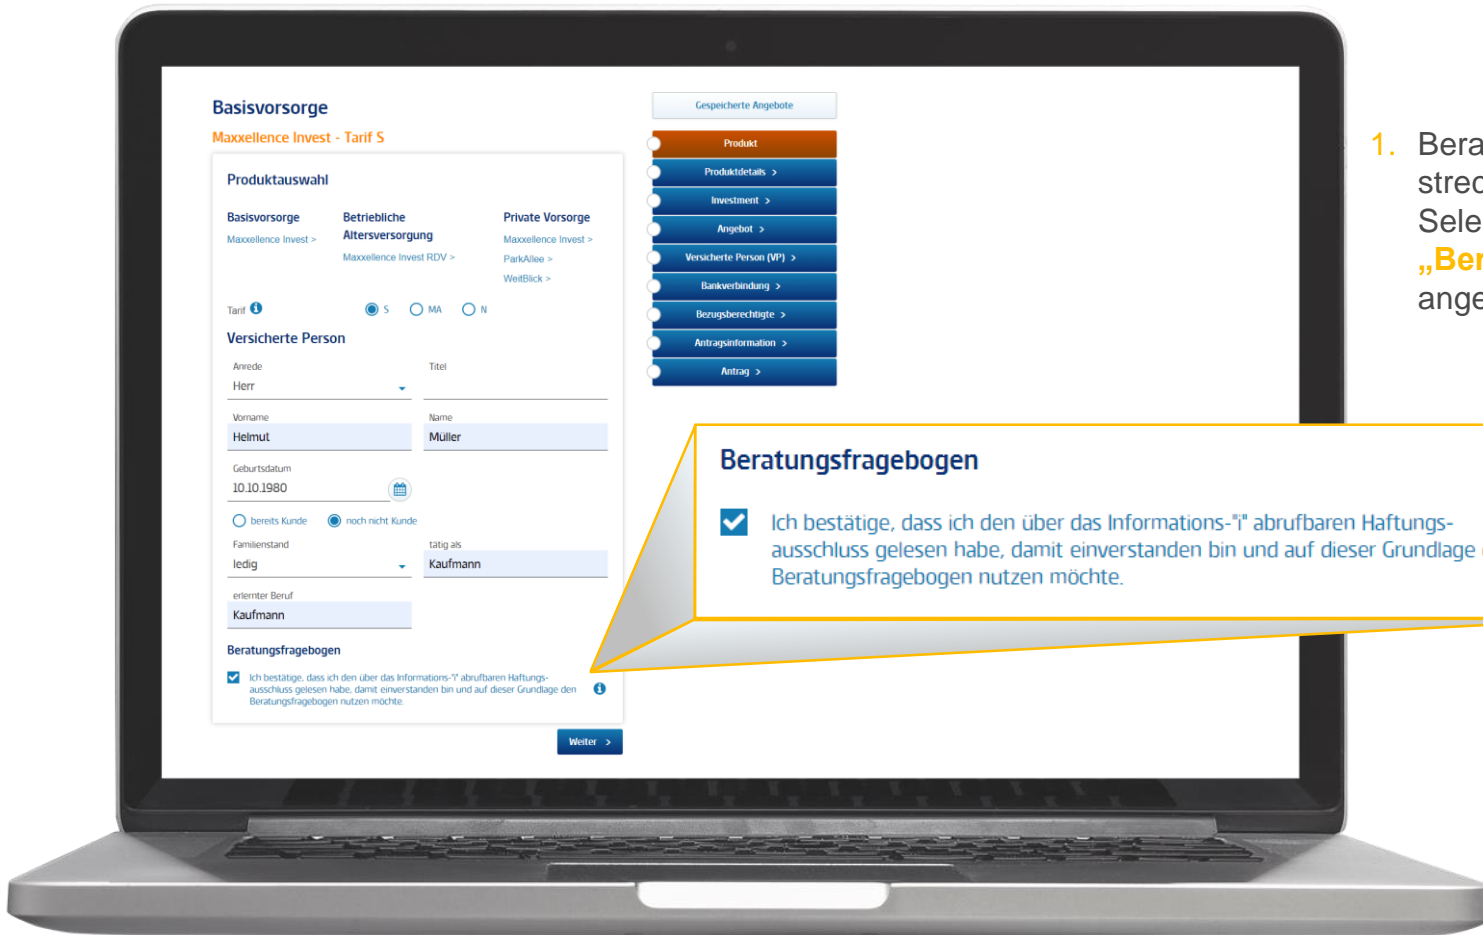 Basisvorsorge
Maxxellence Invest - Tarif S
Produktauswahl
Basisvorsorge
Maxxellence Invest >
Betriebliche
Altersversorgung
Maxxellence Invest RDV >
Private Vorsorge
Maxxellence Invest >
ParkAllee >
WeitBlick >
Tarif i S MA N
Versicherte Person
Anrede Titel
Herr
Vorname Name
Helmut Müller
Geburtsdatum
10.10.1980
bereits Kunde noch nicht Kunde
Familienstand tätig als
ledig Kaufmann
erlernter Beruf
Kaufmann
Beratungsfragebogen
Ich bestätige, dass ich den über das Informations-"i" abrufbaren Haftungs-
ausschluss gelesen habe, damit einverstanden bin und auf dieser Grundlage den
Beratungsfragebogen nutzen möchte.
i
Weiter >
Gespeicherte Angebote
Produkt
Produktdetails >
Investment >
Angebot >
Versicherte Person (VP) >
Bankverbindung >
Bezugsberechtigte >
Antragsinformation >
Antrag >
Beratungsfragebogen
Ich bestätige, dass ich den über das Informations-"i" abrufbaren Haftungs-
ausschluss gelesen habe, damit einverstanden bin und auf dieser Grundlage
Beratungsfragebogen nutzen möchte.
1.